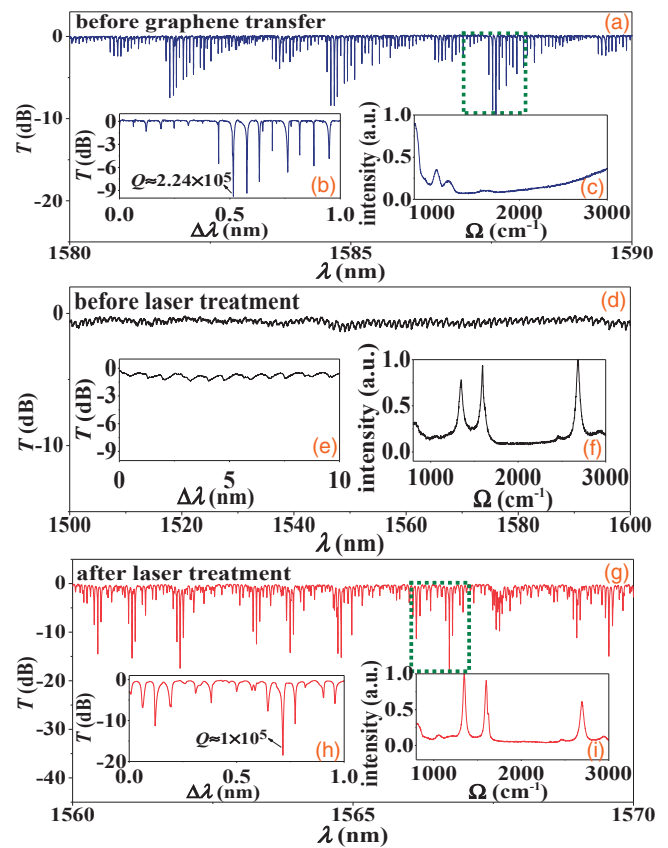 before graphene transfer (a)
0
-10
-20
T (dB)
0
-3
-6
-9
T (dB)
Q≈2.24×10⁵
(b)
0.0 0.5 1.0
Δλ (nm)
1.0
0.5
0.0
intensity (a.u.)
(c)
1000 2000 3000
Ω (cm⁻¹)
1580 1585 1590
λ (nm)
before laser treatment (d)
0
-10
T (dB)
0
-3
-6
-9
T (dB)
(e)
0 5 10
Δλ (nm)
1.0
0.5
0.0
intensity (a.u.)
(f)
1000 2000 3000
Ω (cm⁻¹)
1500 1520 1540 1560 1580 1600
λ (nm)
after laser treatment (g)
0
-10
-20
-30
-40
T (dB)
0
-10
-20
T (dB)
Q≈1×10⁵
(h)
0.0 0.5 1.0
Δλ (nm)
1.0
0.5
0.0
intensity (a.u.)
(i)
1000 2000 3000
Ω (cm⁻¹)
1560 1565 1570
λ (nm)